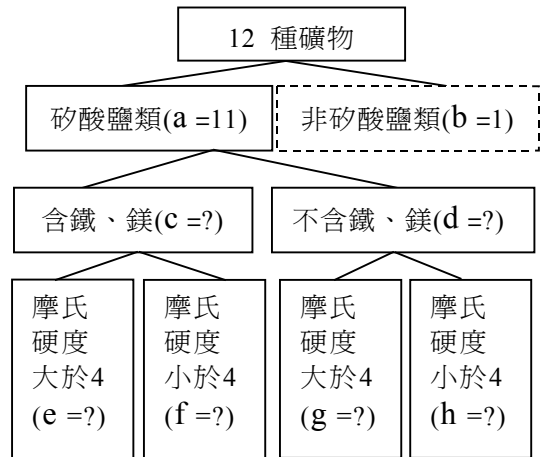 12 種礦物
矽酸鹽類(a =11)
非矽酸鹽類(b =1)
含鐵、鎂(c =?)
不含鐵、鎂(d =?)
摩氏
硬度
大於4
(e =?)
摩氏
硬度
小於4
(f =?)
摩氏
硬度
大於4
(g =?)
摩氏
硬度
小於4
(h =?)